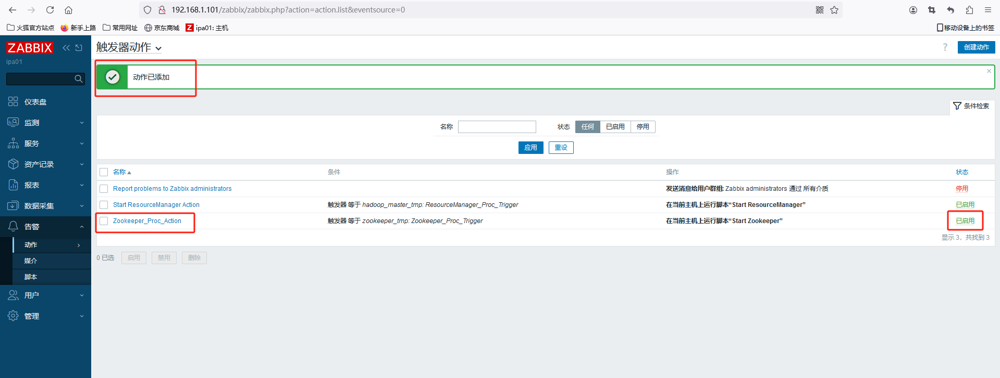 192.168.1.101/zabbix/zabbix.php?action=action.list&eventsource=0
火狐官方站点 新手上路 常用网址 京东商城 Z ipa01: 主机 移动设备上的书签
ZABBIX
ipa01
仪表盘
监测
服务
资产记录
报表
数据采集
告警
动作
媒介
脚本
用户
管理
触发器动作
? 创建动作
动作已添加
条件检索
名称 状态 任何 已启用 停用
应用 重设
名称 条件 操作 状态
Report problems to Zabbix administrators 发送消息给用户群组: Zabbix administrators 通过 所有介质 停用
Start ResourceManager Action 触发器 等于 hadoop_master_tmp: ResourceManager_Proc_Trigger 在当前主机上运行脚本“Start ResourceManager” 已启用
Zookeeper_Proc_Action 触发器 等于 zookeeper_tmp: Zookeeper_Proc_Trigger 在当前主机上运行脚本“Start Zookeeper” 已启用
显示 3，共找到 3
0 已选 启用 禁用 删除